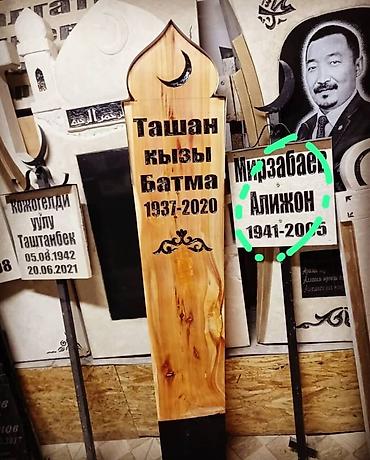 Ташан
кызы
Батма
1937-2020
Мирзабаев
Алижон
1941-2005
Кожогелди
уулу
Таштанбек
05.08.1942
20.06.2021